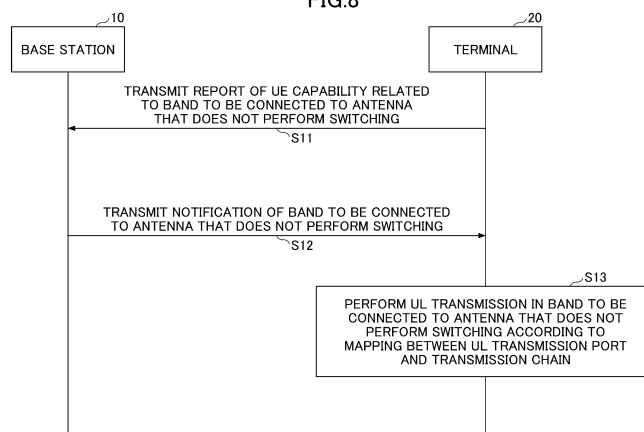 FIG.8
10
20
BASE STATION
TERMINAL
TRANSMIT REPORT OF UE CAPABILITY RELATED
TO BAND TO BE CONNECTED TO ANTENNA
THAT DOES NOT PERFORM SWITCHING
S11
TRANSMIT NOTIFICATION OF BAND TO BE CONNECTED
TO ANTENNA THAT DOES NOT PERFORM SWITCHING
S12
S13
PERFORM UL TRANSMISSION IN BAND TO BE
CONNECTED TO ANTENNA THAT DOES NOT
PERFORM SWITCHING ACCORDING TO
MAPPING BETWEEN UL TRANSMISSION PORT
AND TRANSMISSION CHAIN